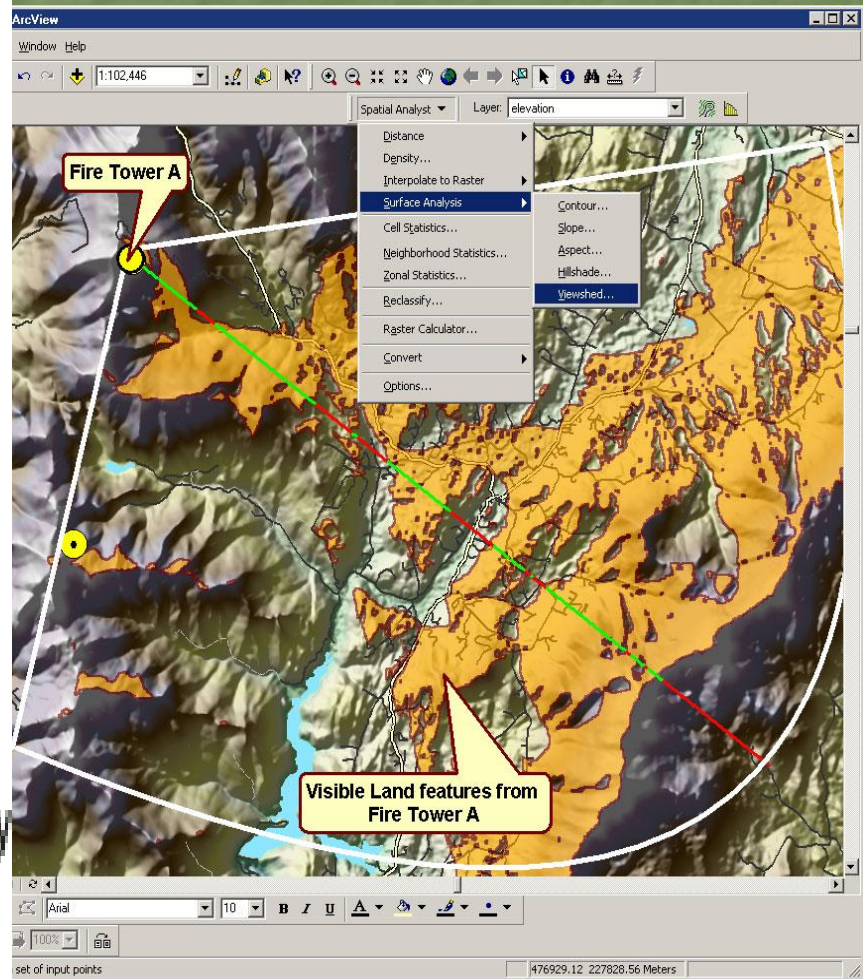 ArcView
Window Help
1:102,446
Spatial Analyst Layer: elevation
Distance
Density...
Interpolate to Raster
Surface Analysis
Cell Statistics...
Neighborhood Statistics...
Zonal Statistics...
Reclassify...
Raster Calculator...
Convert
Options...
Contour...
Slope...
Aspect...
Hillshade...
Viewshed...
Fire Tower A
Visible Land features from
Fire Tower A
Arial 10 B I U A
100%
set of input points 476929.12 227828.56 Meters